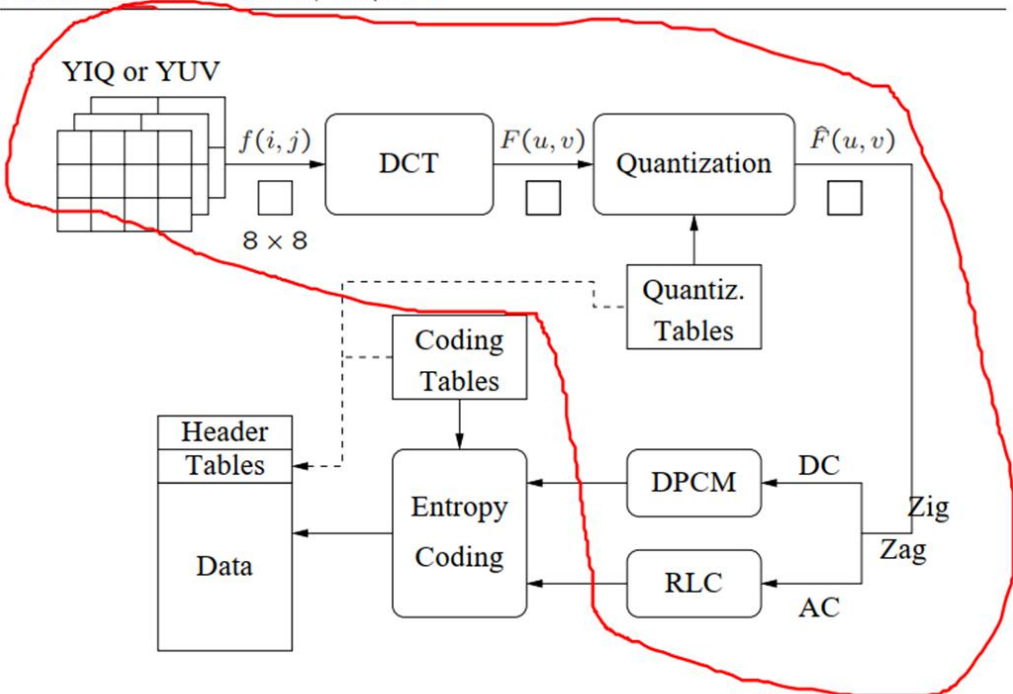 YIQ or YUV
f(i, j)
8 × 8
DCT
F(u, v)
Quantization
F̂(u, v)
Quantiz.
Tables
Coding
Tables
Header
Tables
Data
Entropy
Coding
DPCM
DC
Zig
Zag
RLC
AC